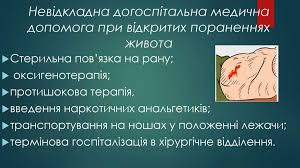 Невідкладна догоспітальна медична
допомога при відкритих пораненнях
живота
Стерильна пов'язка на рану;
оксигенотерапія;
протишокова терапія,
введення наркотичних анальгетиків;
транспортування на ношах у положенні лежачи;
термінова госпіталізація в хірургічне відділення.